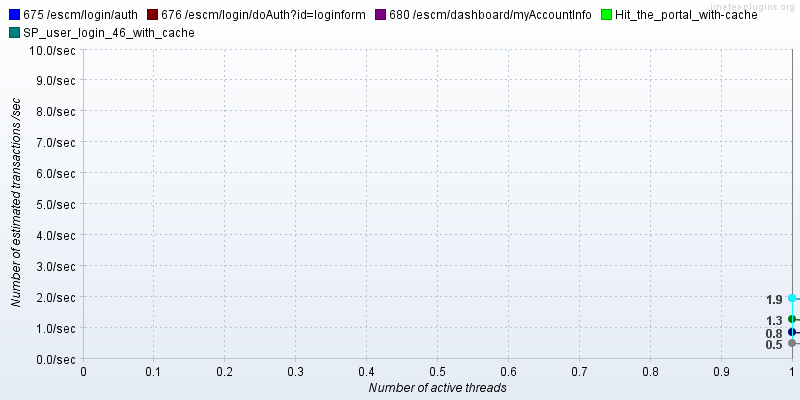 jmeter-plugins.org
675 /escm/login/auth 676 /escm/login/doAuth?id=loginform 680 /escm/dashboard/myAccountInfo Hit_the_portal_with-cache
SP_user_login_46_with_cache
10.0/sec
9.0/sec
8.0/sec
7.0/sec
6.0/sec
5.0/sec
4.0/sec
3.0/sec
2.0/sec
1.0/sec
0.0/sec
Number of estimated transactions /sec
1.9
1.3
0.8
0.5
0 0.1 0.2 0.3 0.4 0.5 0.6 0.7 0.8 0.9 1
Number of active threads